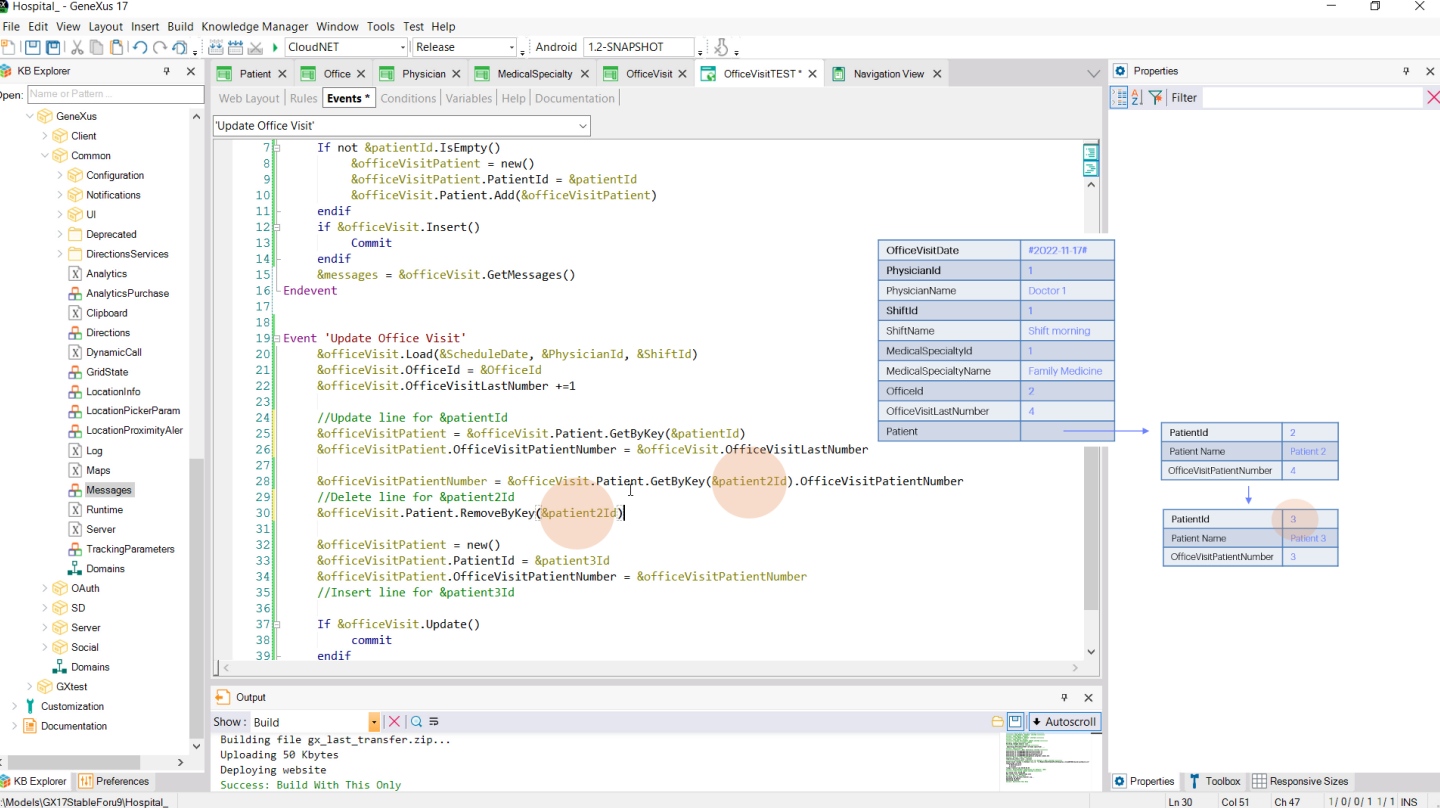 Hospital_ - GeneXus 17
File Edit View Layout Insert Build Knowledge Manager Window Tools Test Help
CloudNET Release Android 1.2-SNAPSHOT
KB Explorer
Open: Name or Pattern ...
GeneXus
Client
Common
Configuration
Notifications
UI
Deprecated
DirectionsServices
Analytics
AnalyticsPurchase
Clipboard
Directions
DynamicCall
GridState
LocationInfo
LocationPickerParam
LocationProximityAler
Log
Maps
Messages
Runtime
Server
TrackingParameters
Domains
OAuth
SD
Server
Social
Domains
GXtest
Customization
Documentation
KB Explorer Preferences
Patient Office Physician MedicalSpecialty OfficeVisit OfficeVisitTEST * Navigation View
Web Layout Rules Events * Conditions Variables Help Documentation
'Update Office Visit'
7 If not &patientId.IsEmpty()
8 &officeVisitPatient = new()
9 &officeVisitPatient.PatientId = &patientId
10 &officeVisit.Patient.Add(&officeVisitPatient)
11 endif
12 if &officeVisit.Insert()
13 Commit
14 endif
15 &messages = &officeVisit.GetMessages()
16 Endevent
17
18
19 Event 'Update Office Visit'
20 &officeVisit.Load(&ScheduleDate, &PhysicianId, &ShiftId)
21 &officeVisit.OfficeId = &OfficeId
22 &officeVisit.OfficeVisitLastNumber +=1
23
24 //Update line for &patientId
25 &officeVisitPatient = &officeVisit.Patient.GetByKey(&patientId)
26 &officeVisitPatient.OfficeVisitPatientNumber = &officeVisit.OfficeVisitLastNumber
27
28 &officeVisitPatientNumber = &officeVisit.Patient.GetByKey(&patient2Id).OfficeVisitPatientNumber
29 //Delete line for &patient2Id
30 &officeVisit.Patient.RemoveByKey(&patient2Id)
31
32 &officeVisitPatient = new()
33 &officeVisitPatient.PatientId = &patient3Id
34 &officeVisitPatient.OfficeVisitPatientNumber = &officeVisitPatientNumber
35 //Insert line for &patient3Id
36
37 If &officeVisit.Update()
38 commit
39 endif
OfficeVisitDate #2022-11-17#
PhysicianId 1
PhysicianName Doctor 1
ShiftId 1
ShiftName Shift morning
MedicalSpecialtyId 1
MedicalSpecialtyName Family Medicine
OfficeId 2
OfficeVisitLastNumber 4
Patient
PatientId 2
Patient Name Patient 2
OfficeVisitPatientNumber 4
PatientId 3
Patient Name Patient 3
OfficeVisitPatientNumber 3
Output
Show : Build Autoscroll
Building file gx_last_transfer.zip...
Uploading 50 Kbytes
Deploying website
Success: Build With This Only
Properties
Filter
Properties Toolbox Responsive Sizes
:\Models\GX17StableForu9\Hospital_ Ln 30 Col 51 Ch 47 1/ 0/ 0/ 1 1/ 1 INS